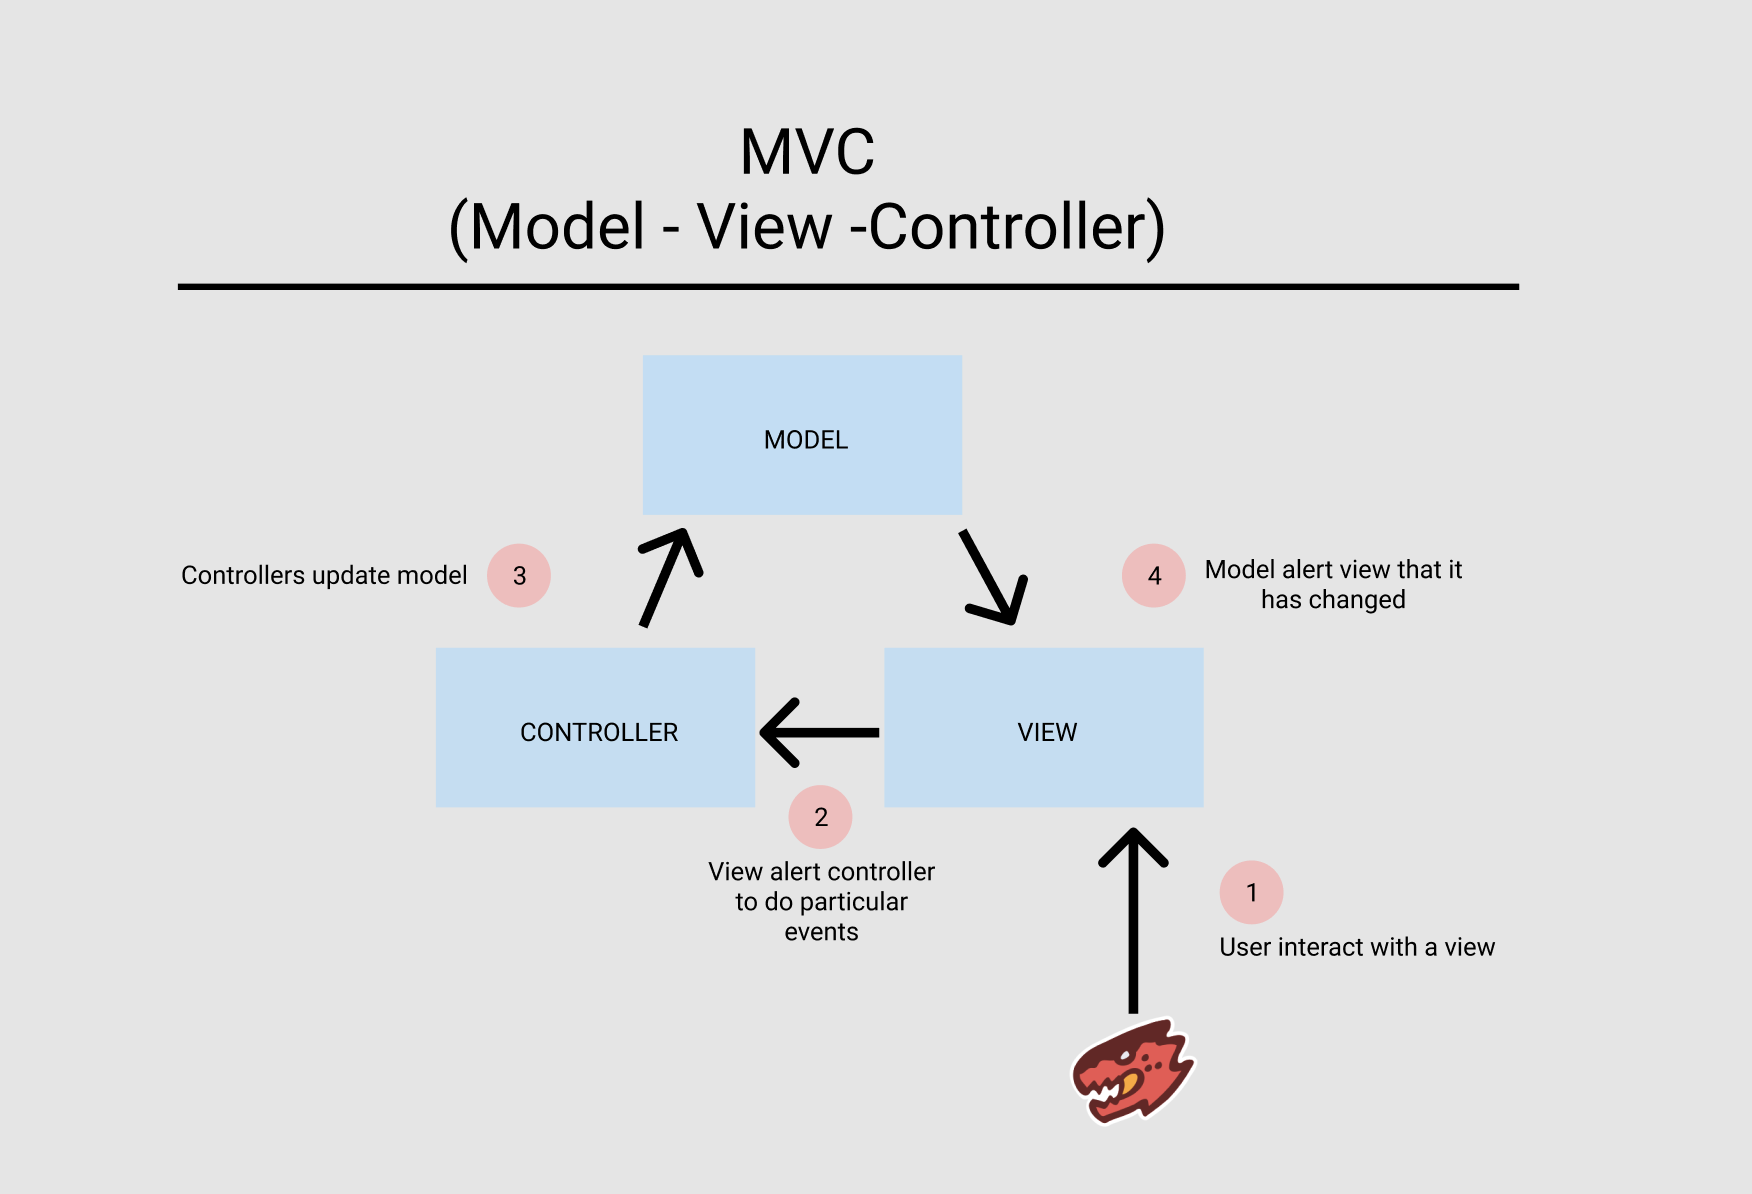 MVC
(Model - View -Controller)
MODEL
Controllers update model
3
4
Model alert view that it
has changed
CONTROLLER
VIEW
2
View alert controller
to do particular
events
1
User interact with a view